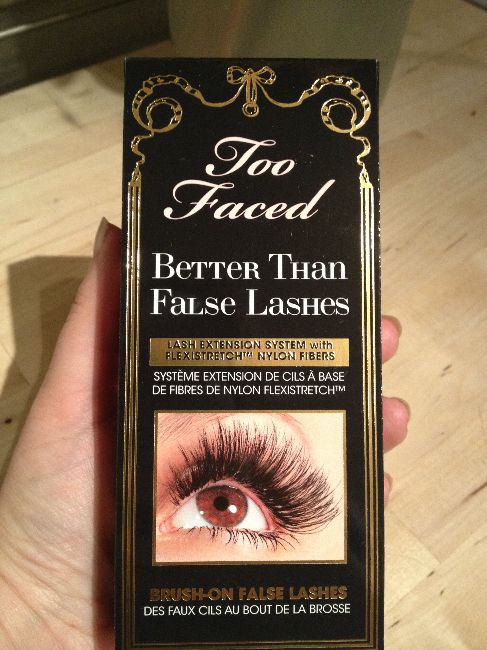 Too
Faced
BETTER THAN
FALSE LASHES
LASH EXTENSION SYSTEM with
FLEXISTRETCH™ NYLON FIBERS
SYSTÈME EXTENSION DE CILS À BASE
DE FIBRES DE NYLON FLEXISTRETCH™
BRUSH-ON FALSE LASHES
DES FAUX CILS AU BOUT DE LA BROSSE